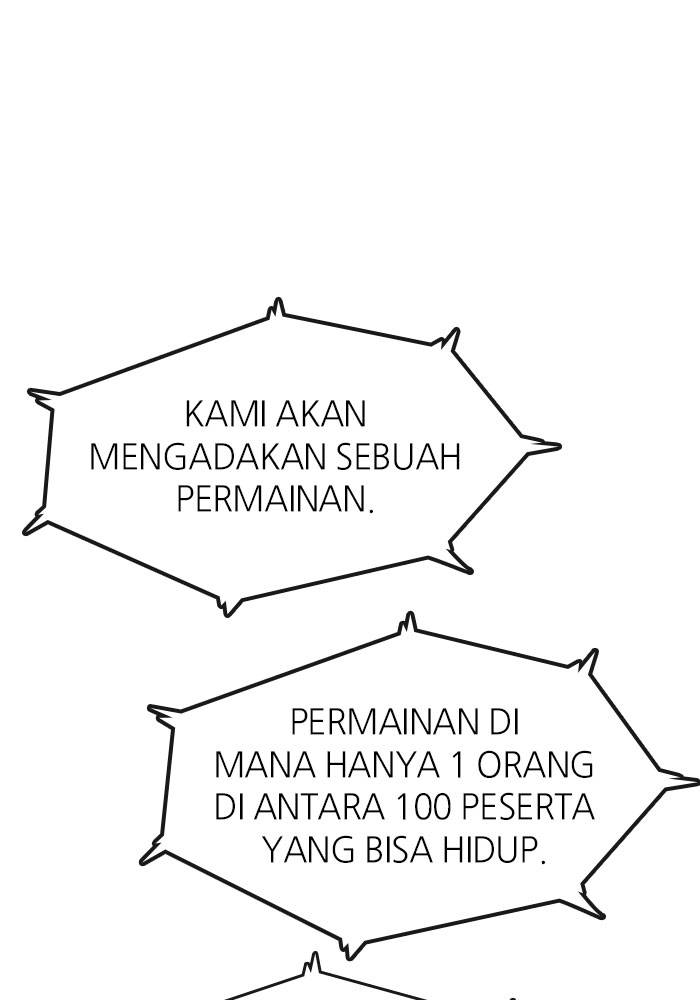 KAMI AKAN
MENGADAKAN SEBUAH
PERMAINAN.
PERMAINAN DI
MANA HANYA 1 ORANG
DI ANTARA 100 PESERTA
YANG BISA HIDUP.